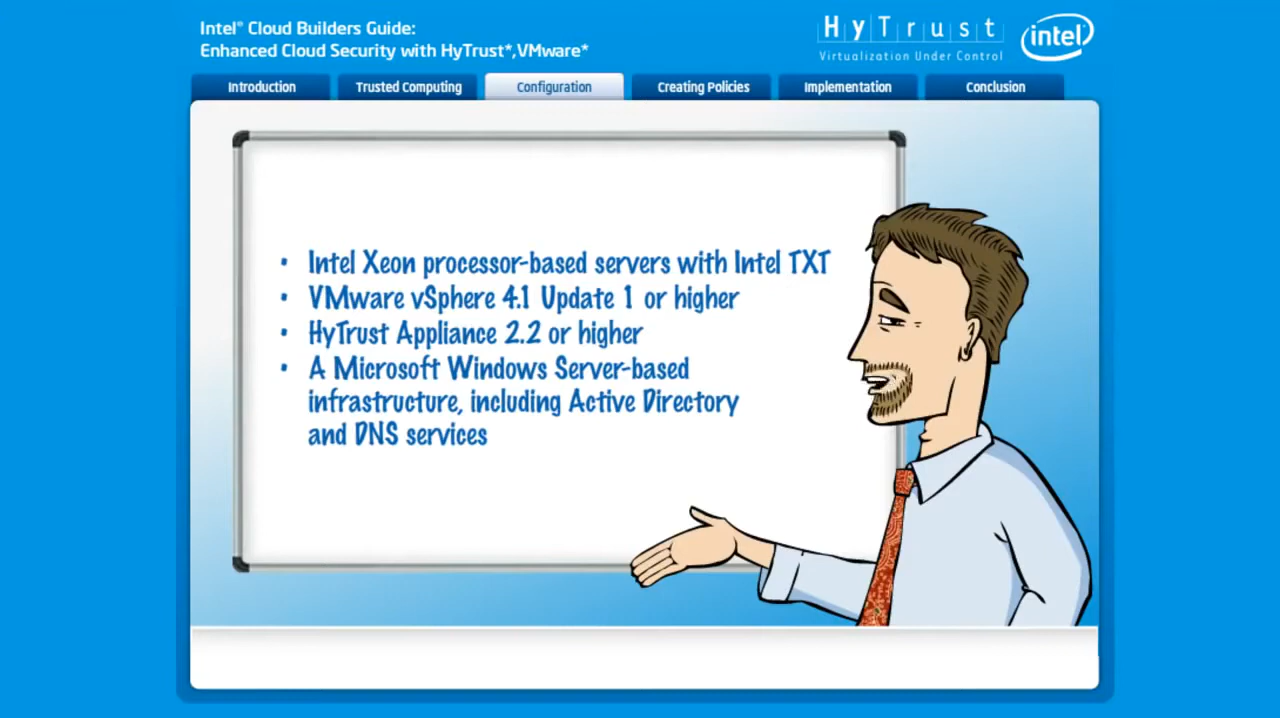 Intel® Cloud Builders Guide:
Enhanced Cloud Security with HyTrust*,VMware*
HyTrust
Virtualization Under Control
intel
Introduction
Trusted Computing
Configuration
Creating Policies
Implementation
Conclusion
• Intel Xeon processor-based servers with Intel TXT
• VMware vSphere 4.1 Update 1 or higher
• HyTrust Appliance 2.2 or higher
• A Microsoft Windows Server-based
infrastructure, including Active Directory
and DNS services